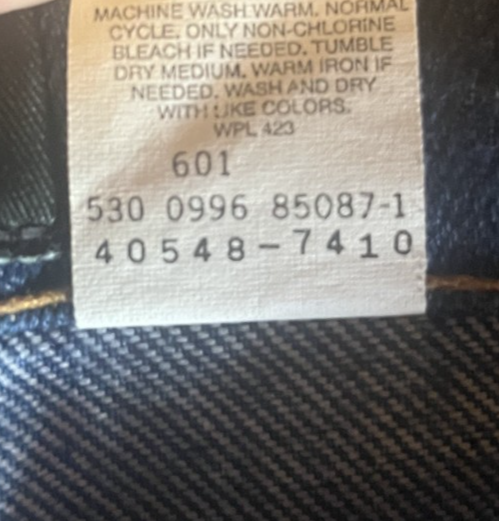 MACHINE WASH WARM, NORMAL
CYCLE, ONLY NON-CHLORINE
BLEACH IF NEEDED. TUMBLE
DRY MEDIUM. WARM IRON IF
NEEDED. WASH AND DRY
WITH LIKE COLORS.
WPL 423
601
530 0996 85087-1
40548-7410